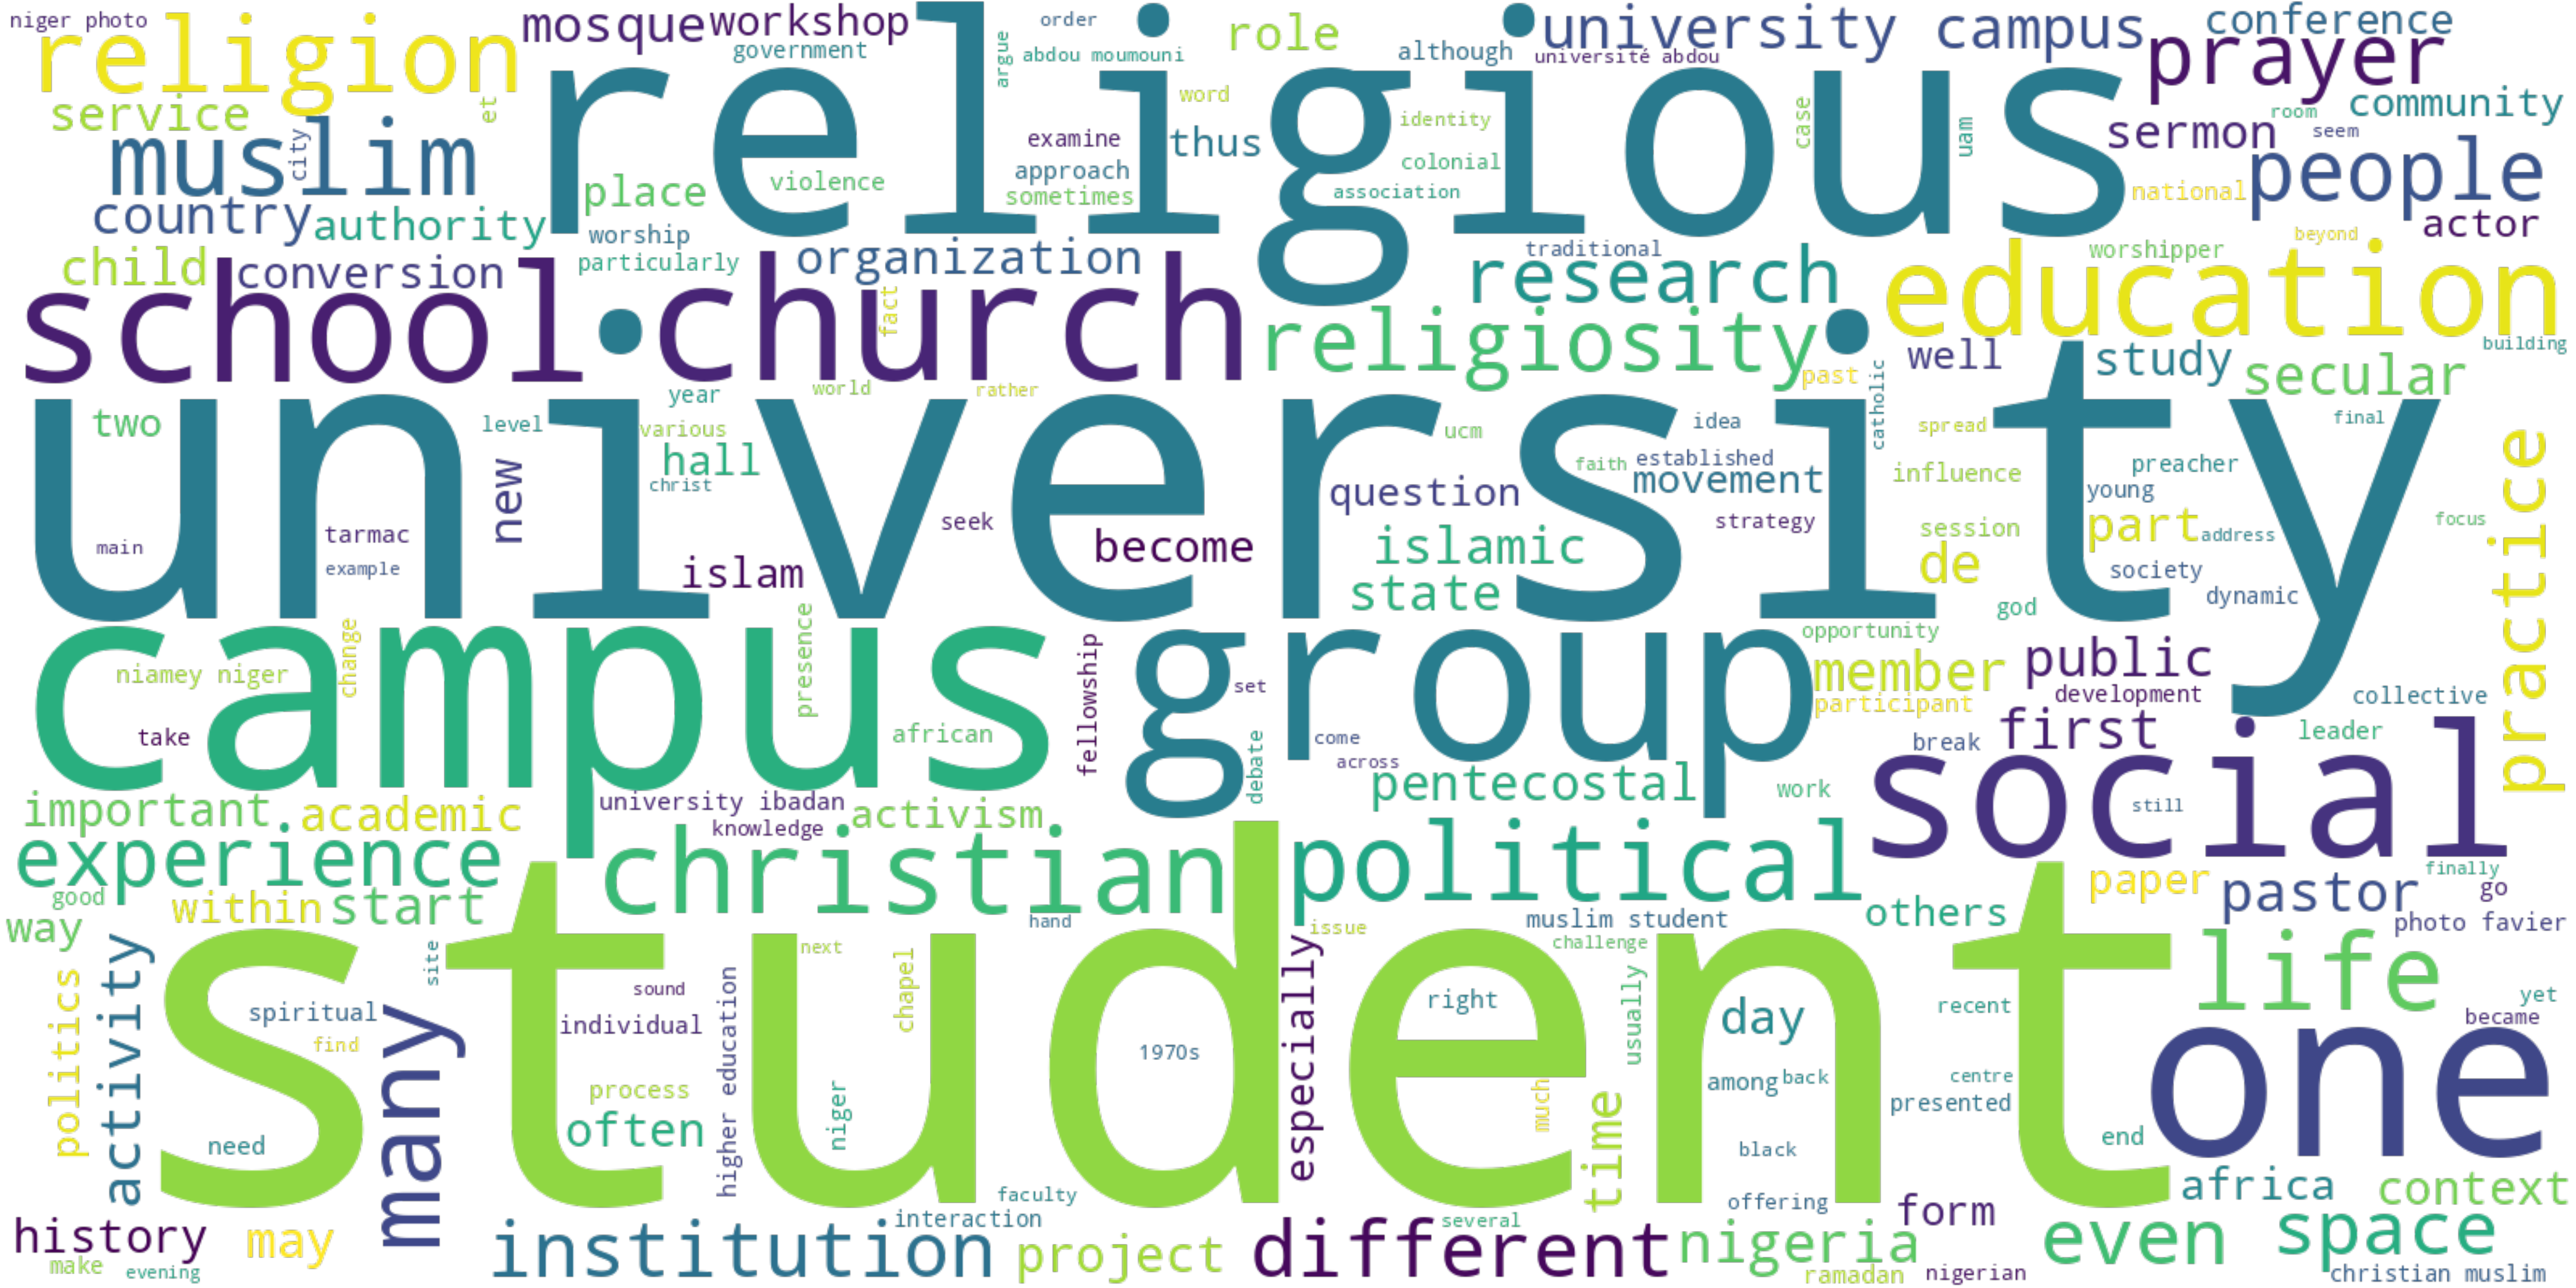 niger photo
religion
mosque
workshop
order
government
argue
abdou moumouni
role
although
university campus
université abdou
conference
prayer
religious
service
et
muslim
city
word
examine
thus
approach
sometimes
identity
colonial
association
case
uam
sermon
room
seem
community
national
people
actor
country
authority
place
violence
worship
particularly
organization
traditional
worshipper
beyond
child
conversion
school
church
fact
research
religiosity
education
building
well
study
secular
past
catholic
university
two
level
year
various
world
rather
hall
christ
new
main
tarmac
example
seek
islam
become
ucm
question
faith
idea
established
movement
strategy
islamic
state
spread
influence
session
de
god
preacher
young
part
address
society
dynamic
final
focus
practice
campus
niamey niger
change
take
presence
african
fellowship
group
set
debate
come
across
opportunity
member
participant
public
development
first
break
collective
leader
social
still
important
academic
university ibadan
knowledge
activism
pentecostal
work
experience
christian
political
good
within
start
way
paper
pastor
finally
go
photo favier
others
muslim student
challenge
issue
hand
student
politics
activity
site
spiritual
find
many
need
sound
next
individual
chapel
process
often
higher education
niger
1970s
especially
right
much
usually
time
day
among
back
black
offering
recent
centre
presented
end
life
yet
became
one
africa
context
history
may
make
evening
institution
faculty
interaction
project
different
several
nigeria
ramadan
form
nigerian
even
space
christian muslim